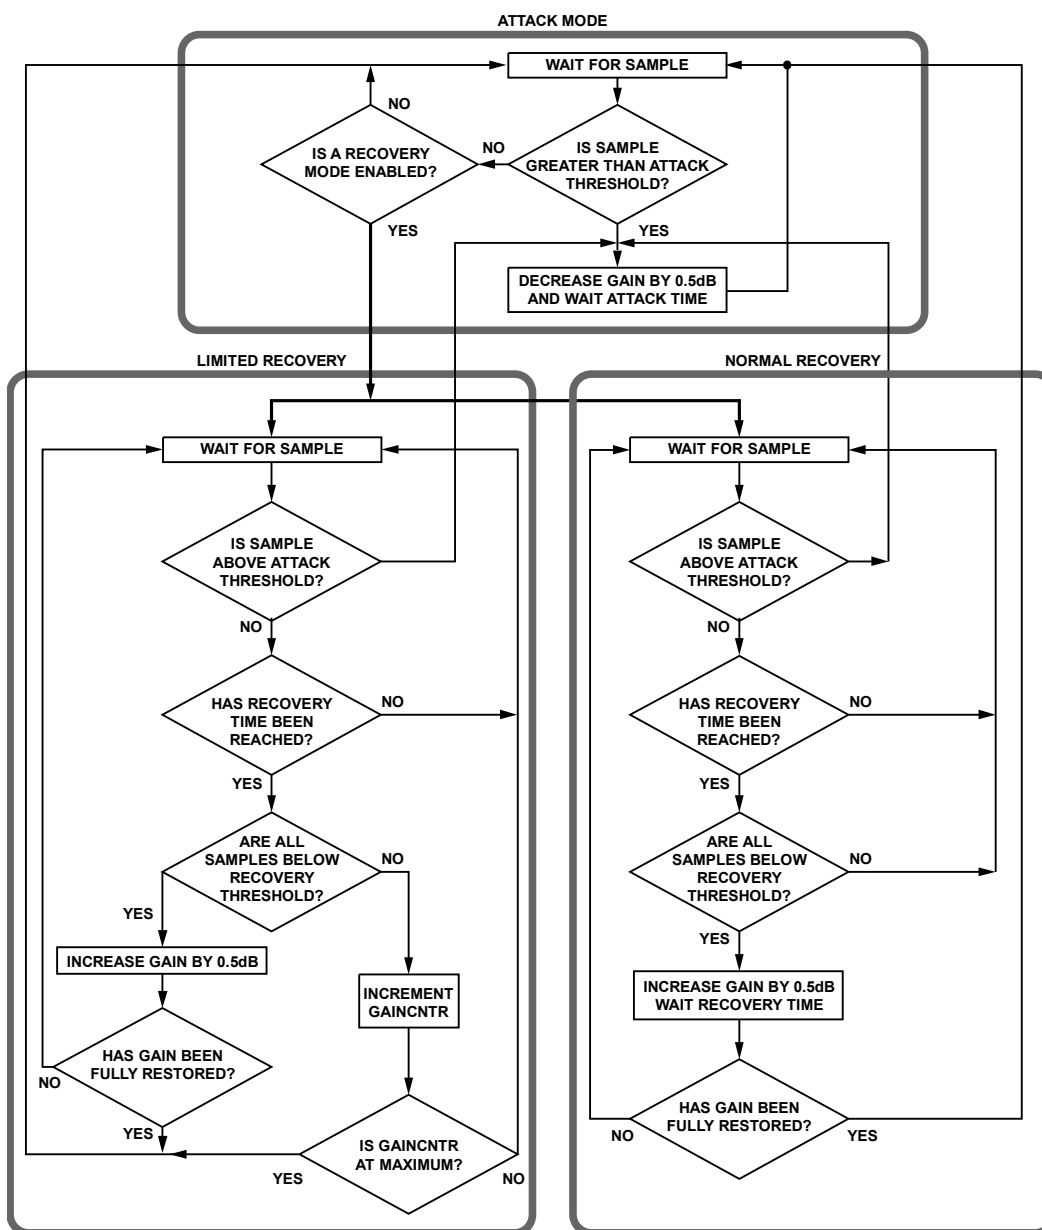 ATTACK MODE
WAIT FOR SAMPLE
NO
IS A RECOVERY
MODE ENABLED?
NO
IS SAMPLE
GREATER THAN ATTACK
THRESHOLD?
YES
YES
DECREASE GAIN BY 0.5dB
AND WAIT ATTACK TIME
LIMITED RECOVERY
WAIT FOR SAMPLE
IS SAMPLE
ABOVE ATTACK
THRESHOLD?
NO
HAS RECOVERY
TIME BEEN
REACHED?
NO
YES
ARE ALL
SAMPLES BELOW
RECOVERY
THRESHOLD?
NO
YES
INCREASE GAIN BY 0.5dB
INCREMENT
GAINCNTR
HAS GAIN BEEN
FULLY RESTORED?
NO
YES
IS GAINCNTR
AT MAXIMUM?
YES
NO
NORMAL RECOVERY
WAIT FOR SAMPLE
IS SAMPLE
ABOVE ATTACK
THRESHOLD?
NO
HAS RECOVERY
TIME BEEN
REACHED?
NO
YES
ARE ALL
SAMPLES BELOW
RECOVERY
THRESHOLD?
NO
YES
INCREASE GAIN BY 0.5dB
WAIT RECOVERY TIME
HAS GAIN BEEN
FULLY RESTORED?
NO
YES